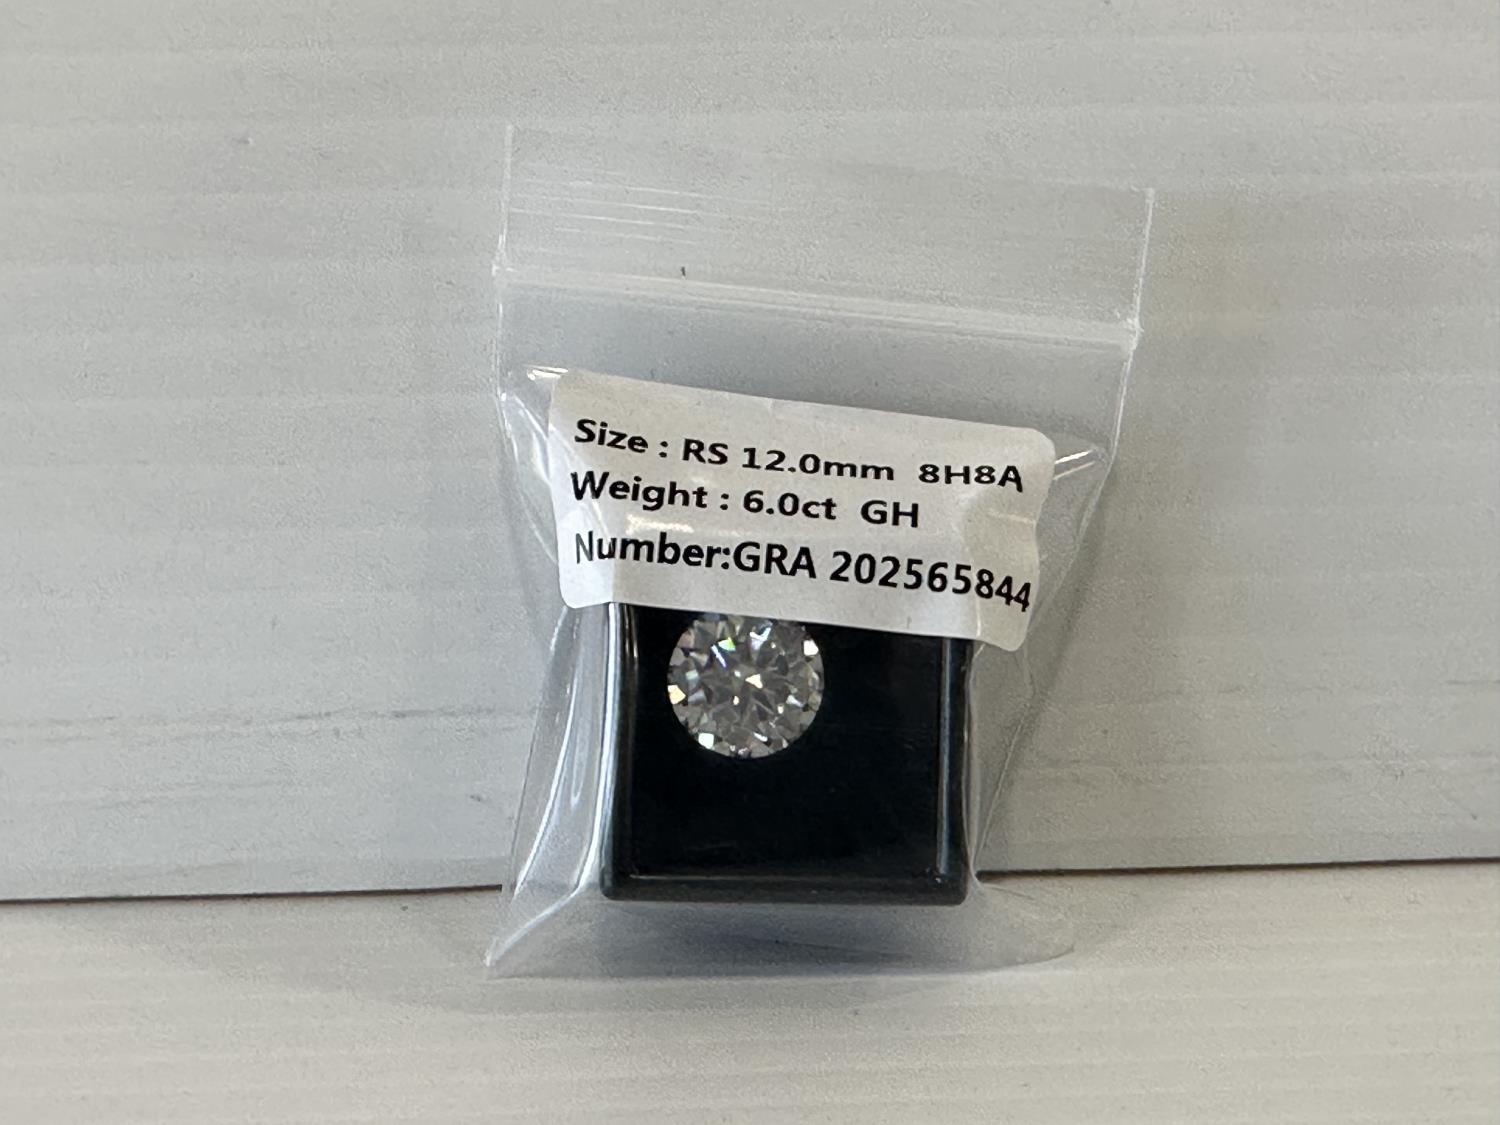 Size : RS 12.0mm 8H8A
Weight : 6.0ct GH
Number:GRA 202565844